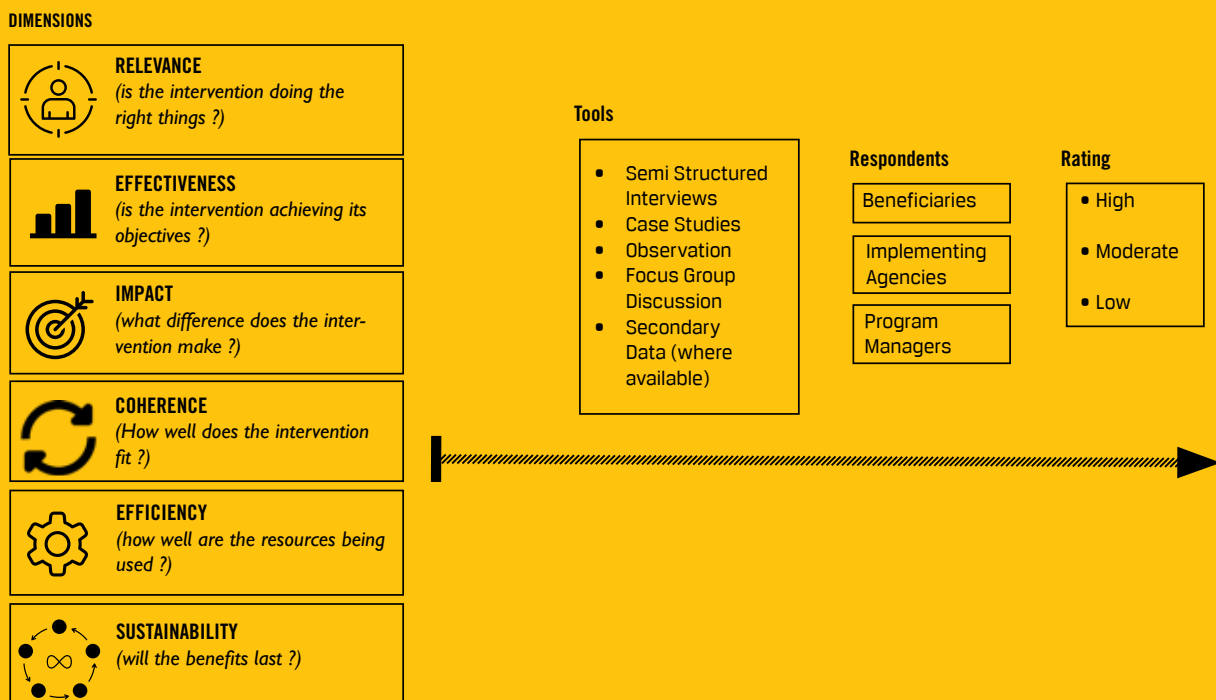 DIMENSIONS
RELEVANCE
(is the intervention doing the
right things ?)
EFFECTIVENESS
(is the intervention achieving its
objectives ?)
IMPACT
(what difference does the inter-
vention make ?)
COHERENCE
(How well does the intervention
fit ?)
EFFICIENCY
(how well are the resources being
used ?)
SUSTAINABILITY
(will the benefits last ?)
Tools
• Semi Structured
Interviews
• Case Studies
• Observation
• Focus Group
Discussion
• Secondary
Data (where
available)
Respondents
Beneficiaries
Implementing
Agencies
Program
Managers
Rating
• High
• Moderate
• Low